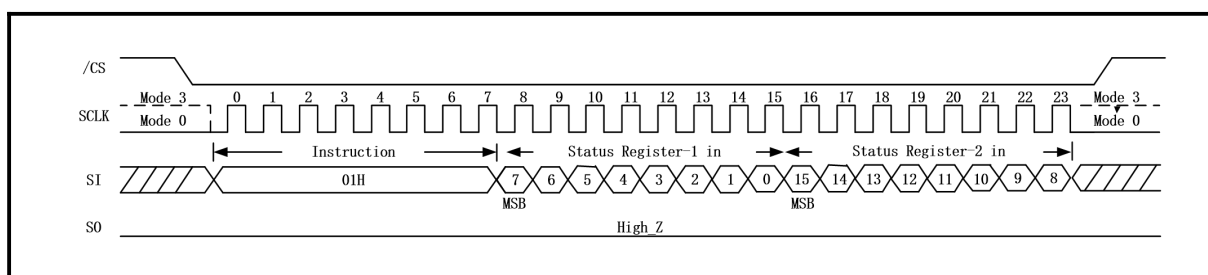 /CS
Mode 3 0 1 2 3 4 5 6 7 8 9 10 11 12 13 14 15 16 17 18 19 20 21 22 23 Mode 3
SCLK
Mode 0 Mode 0
Instruction Status Register-1 in Status Register-2 in
SI 01H 7 6 5 4 3 2 1 0 15 14 13 12 11 10 9 8
MSB MSB
SO High_Z